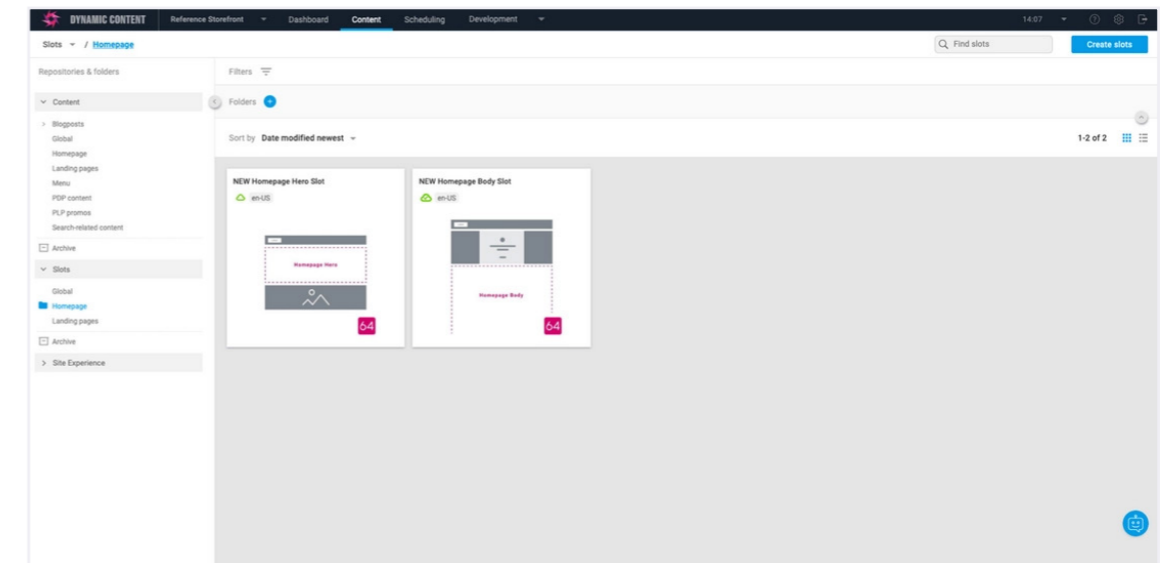 DYNAMIC CONTENT Reference Storefront Dashboard Content Scheduling Development 14:07
Slots / Homepage Find slots Create slots
Repositories & folders Filters
Content Folders
Blogposts
Global
Sort by Date modified newest 1-2 of 2
Homepage
Landing pages
Menu
PDP content
PLP promos
Search-related content
Archive
Slots
Global
Homepage
Landing pages
Archive
Site Experience
NEW Homepage Hero Slot
en-US
Homepage Hero
64
NEW Homepage Body Slot
en-US
Homepage Body
64